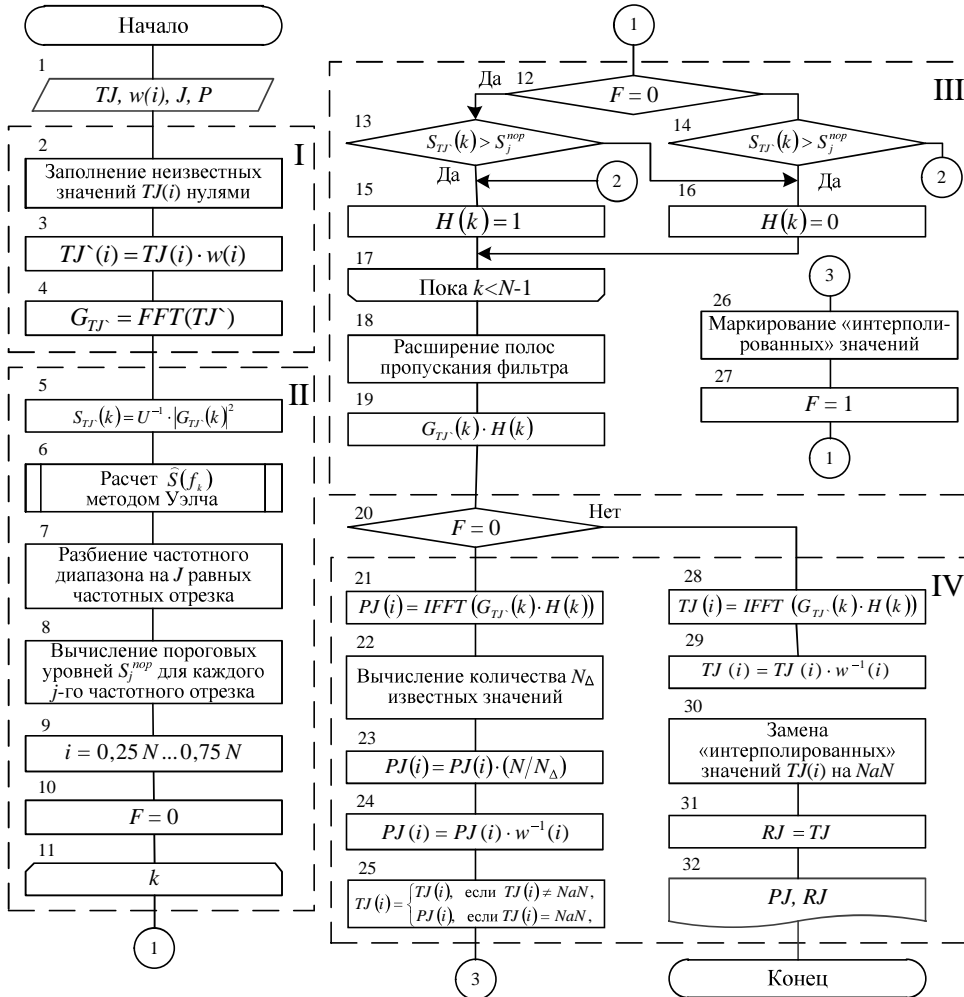 Начало
1
TJ, w(i), J, P
I
2
Заполнение неизвестных
значений TJ(i) нулями
3
TJ`(i) = TJ(i) · w(i)
4
G_TJ` = FFT(TJ`)
II
5
S_TJ`(k) = U⁻¹ · |G_TJ`(k)|²
6
Расчет Ŝ(f_k)
методом Уэлча
7
Разбиение частотного
диапазона на J равных
частотных отрезка
8
Вычисление пороговых
уровней S_j^пор для каждого
j-го частотного отрезка
9
i = 0,25 N ... 0,75 N
10
F = 0
11
k
1
1
III
Да
12
F = 0
13
S_TJ`(k) > S_j^пор
14
S_TJ`(k) > S_j^пор
Да
2
Да
2
15
H(k) = 1
16
H(k) = 0
17
Пока k<N-1
18
Расширение полос
пропускания фильтра
19
G_TJ`(k) · H(k)
3
26
Маркирование «интерполи-
рованных» значений
27
F = 1
1
20
F = 0
Нет
IV
21
PJ(i) = IFFT (G_TJ`(k) · H(k))
22
Вычисление количества N_Δ
известных значений
23
PJ(i) = PJ(i) · (N/N_Δ)
24
PJ(i) = PJ(i) · w⁻¹(i)
25
TJ(i) = { TJ(i), если TJ(i) ≠ NaN,
PJ(i), если TJ(i) = NaN,
3
28
TJ(i) = IFFT (G_TJ`(k) · H(k))
29
TJ (i) = TJ (i) · w⁻¹(i)
30
Замена
«интерполированных»
значений TJ(i) на NaN
31
RJ = TJ
32
PJ, RJ
Конец